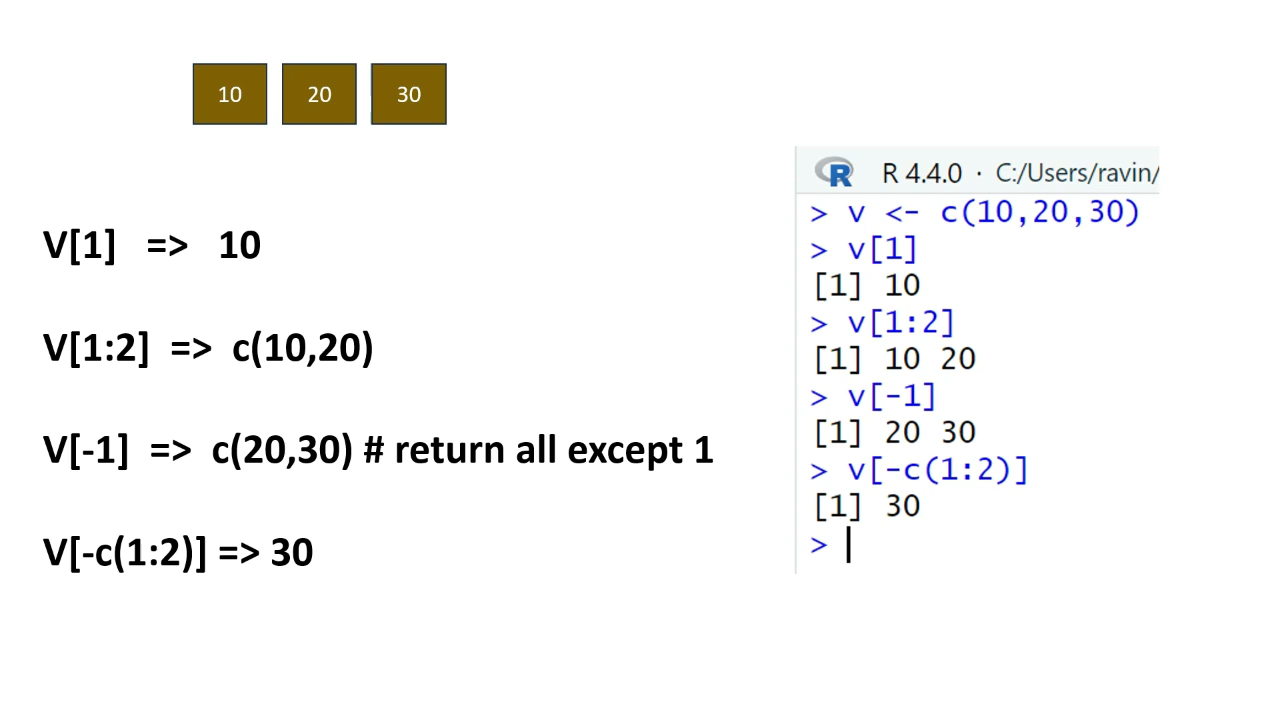 10 20 30
V[1] => 10
V[1:2] => c(10,20)
V[-1] => c(20,30) # return all except 1
V[-c(1:2)] => 30
R R 4.4.0 · C:/Users/ravin/
> v <- c(10,20,30)
> v[1]
[1] 10
> v[1:2]
[1] 10 20
> v[-1]
[1] 20 30
> v[-c(1:2)]
[1] 30
>